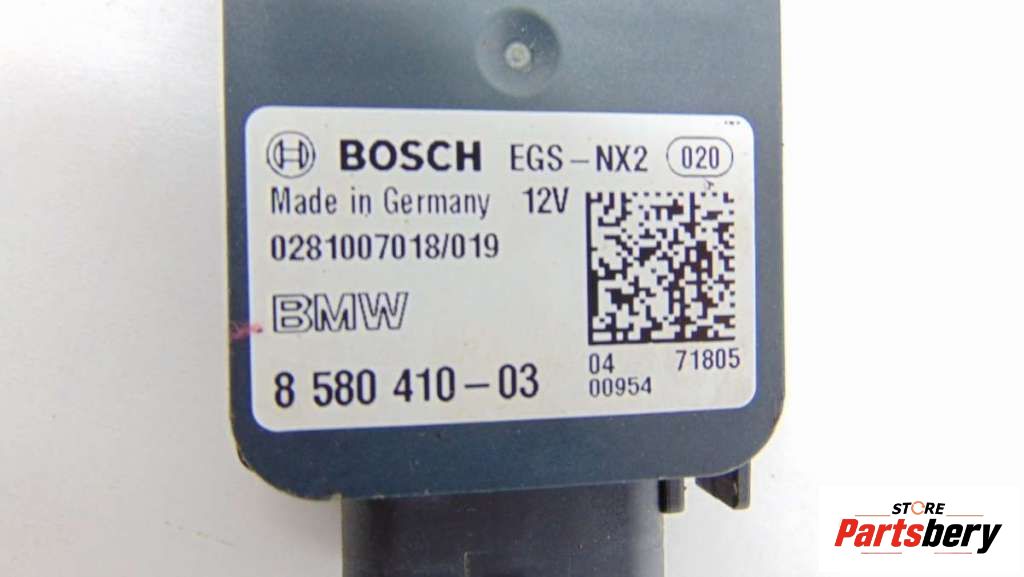 BOSCH EGS-NX2 020
Made in Germany 12V
0281007018/019
BMW
8 580 410-03
04 71805
00954
STORE
Partsbery